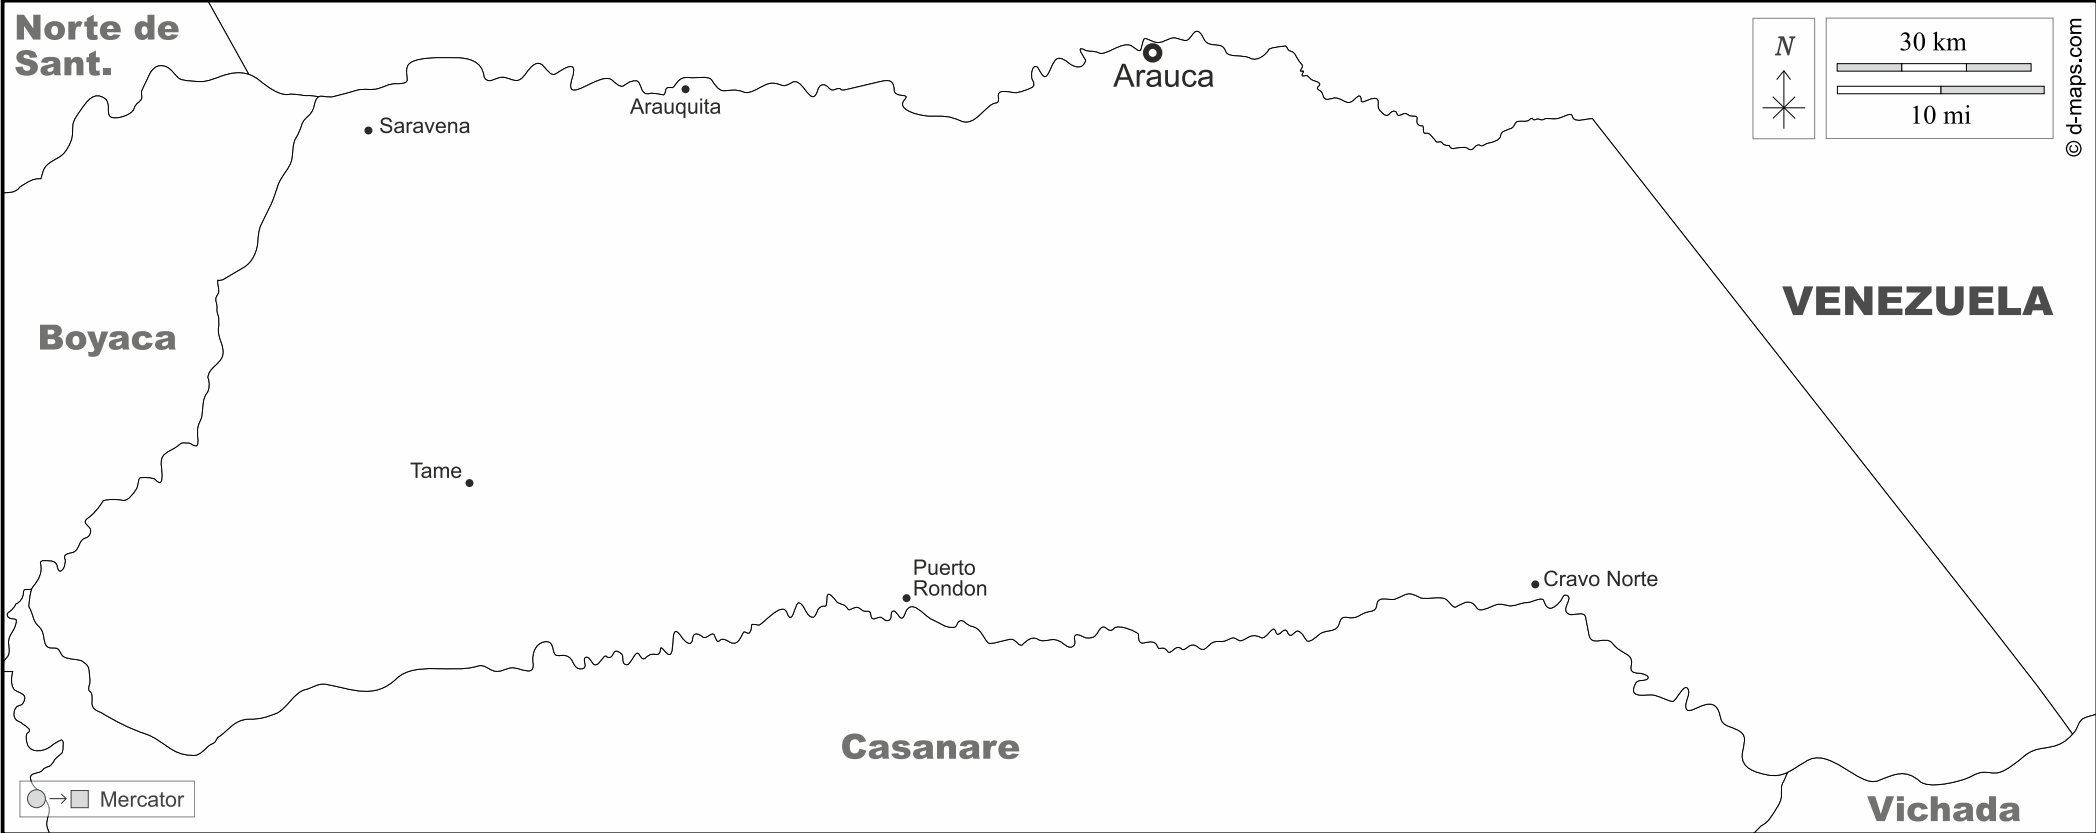 Norte de
Sant.
Arauca
N
30 km
10 mi
© d-maps.com
Arauquita
Saravena
VENEZUELA
Boyaca
Tame
Puerto
Rondon
Cravo Norte
Casanare
Mercator
Vichada